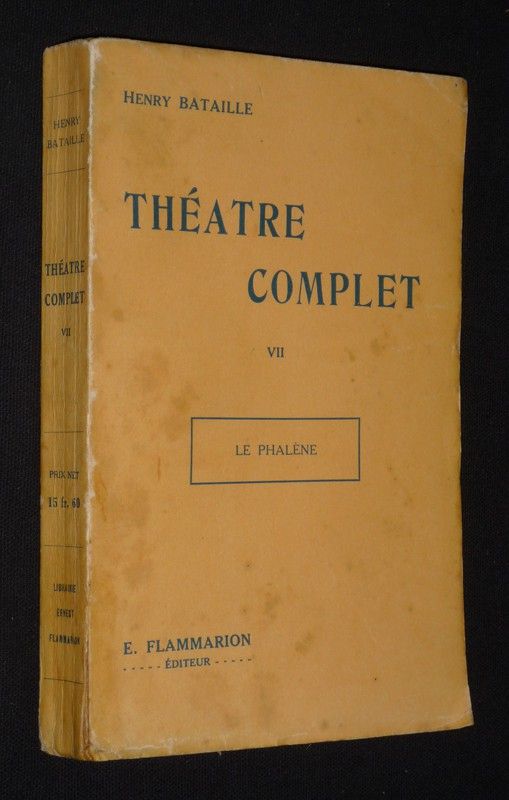 HENRY BATAILLE
THÉATRE
COMPLET
VII
LE PHALÈNE
E. FLAMMARION
----- ÉDITEUR -----
HENRY
BATAILLE
THÉATRE
COMPLET
VII
PRIX NET
15 fr. 60
LIBRAIRIE
ERNEST
FLAMMARION